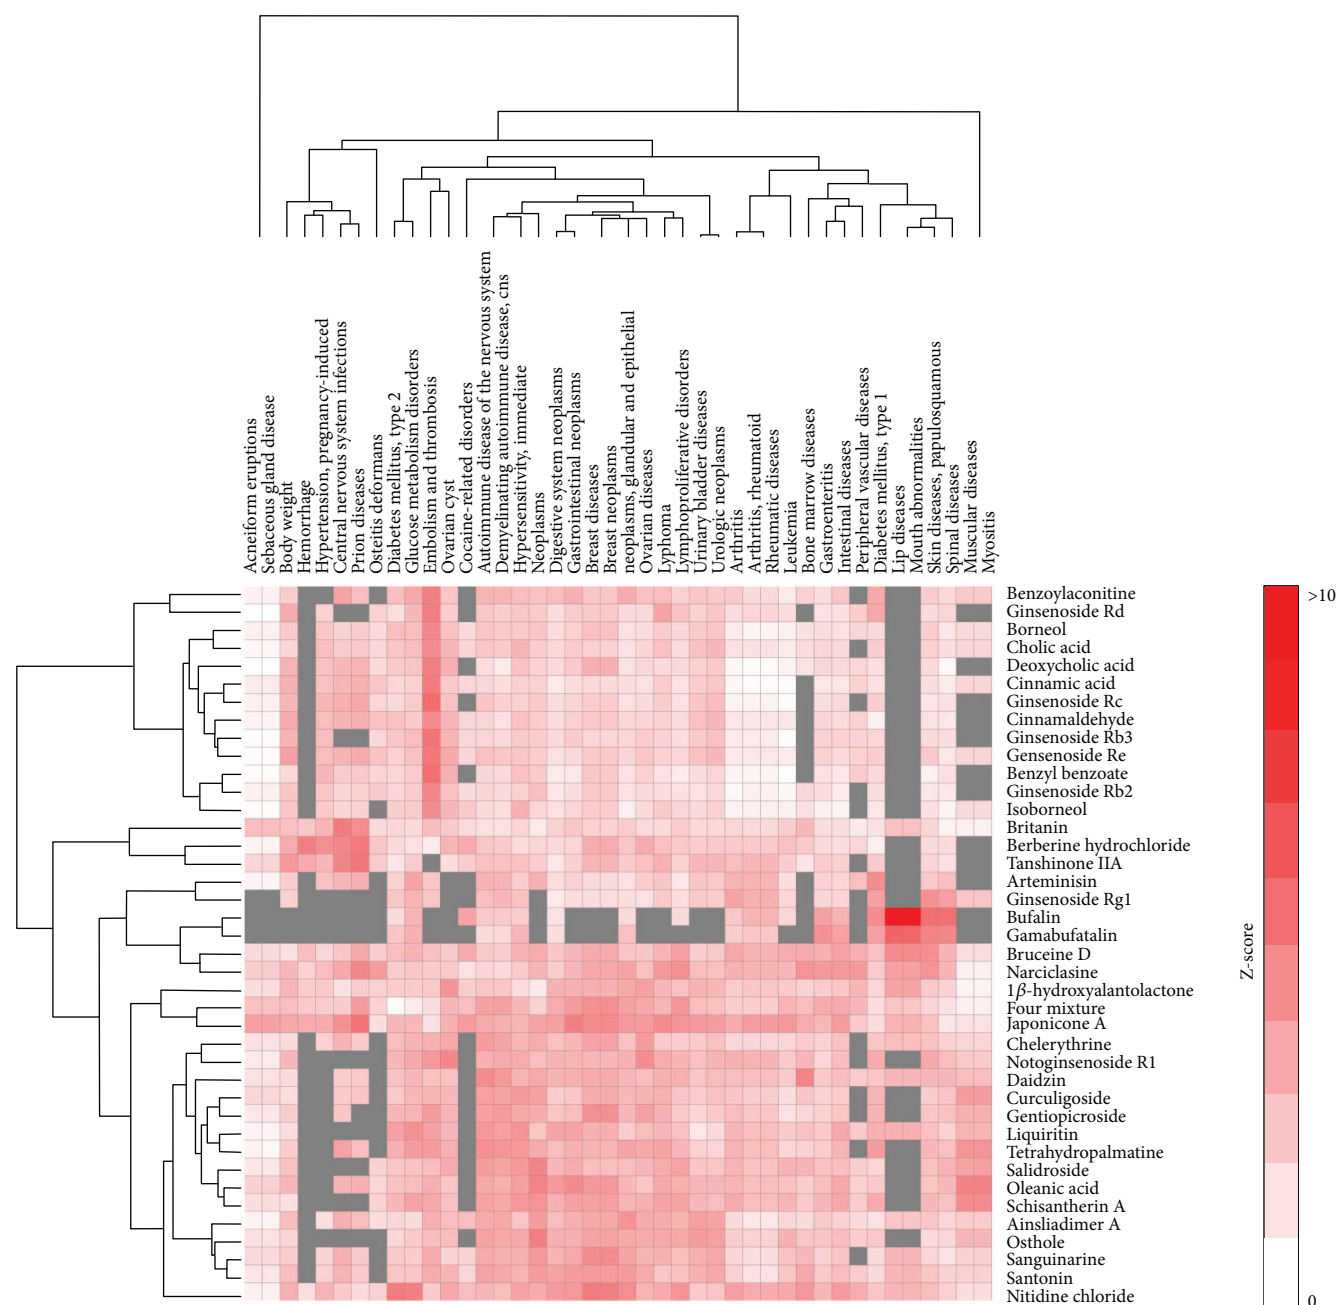 Acneiform eruptions
Sebaceous gland disease
Body weight
Hemorrhage
Hypertension, pregnancy-induced
Central nervous system infections
Prion diseases
Osteitis deformans
Diabetes mellitus, type 2
Glucose metabolism disorders
Embolism and thrombosis
Ovarian cyst
Cocaine-related disorders
Autoimmune disease of the nervous system
Demyelinating autoimmune disease, cns
Hypersensitivity, immediate
Neoplasms
Digestive system neoplasms
Gastrointestinal neoplasms
Breast diseases
Breast neoplasms
neoplasms, glandular and epithelial
Ovarian diseases
Lyphona
Lymphoproliferative disorders
Urinary bladder diseases
Urologic neoplasms
Arthritis
Arthritis, rheumatoid
Rheumatic diseases
Leukemia
Bone marrow diseases
Gastroenteritis
Intestinal diseases
Peripheral vascular diseases
Diabetes mellitus, type 1
Lip diseases
Mouth abnormalities
Skin diseases, papulosquamous
Spinal diseases
Muscular diseases
Myositis
Benzoylaconitine
Ginsenoside Rd
Borneol
Cholic acid
Deoxycholic acid
Cinnamic acid
Ginsenoside Rc
Cinnamaldehyde
Ginsenoside Rb3
Gensenoside Re
Benzyl benzoate
Ginsenoside Rb2
Isoborneol
Britanin
Berberine hydrochloride
Tanshinone IIA
Arteminisin
Ginsenoside Rg1
Bufalin
Gamabufatalin
Bruceine D
Narciclasine
1β-hydroxyalantolactone
Four mixture
Japonicone A
Chelerythrine
Notoginsenoside R1
Daidzin
Curculigoside
Gentiopicroside
Liquiritin
Tetrahydropalmatine
Salidroside
Oleanic acid
Schisantherin A
Ainsliadimer A
Osthole
Sanguinarine
Santonin
Nitidine chloride
>10
Z-score
0